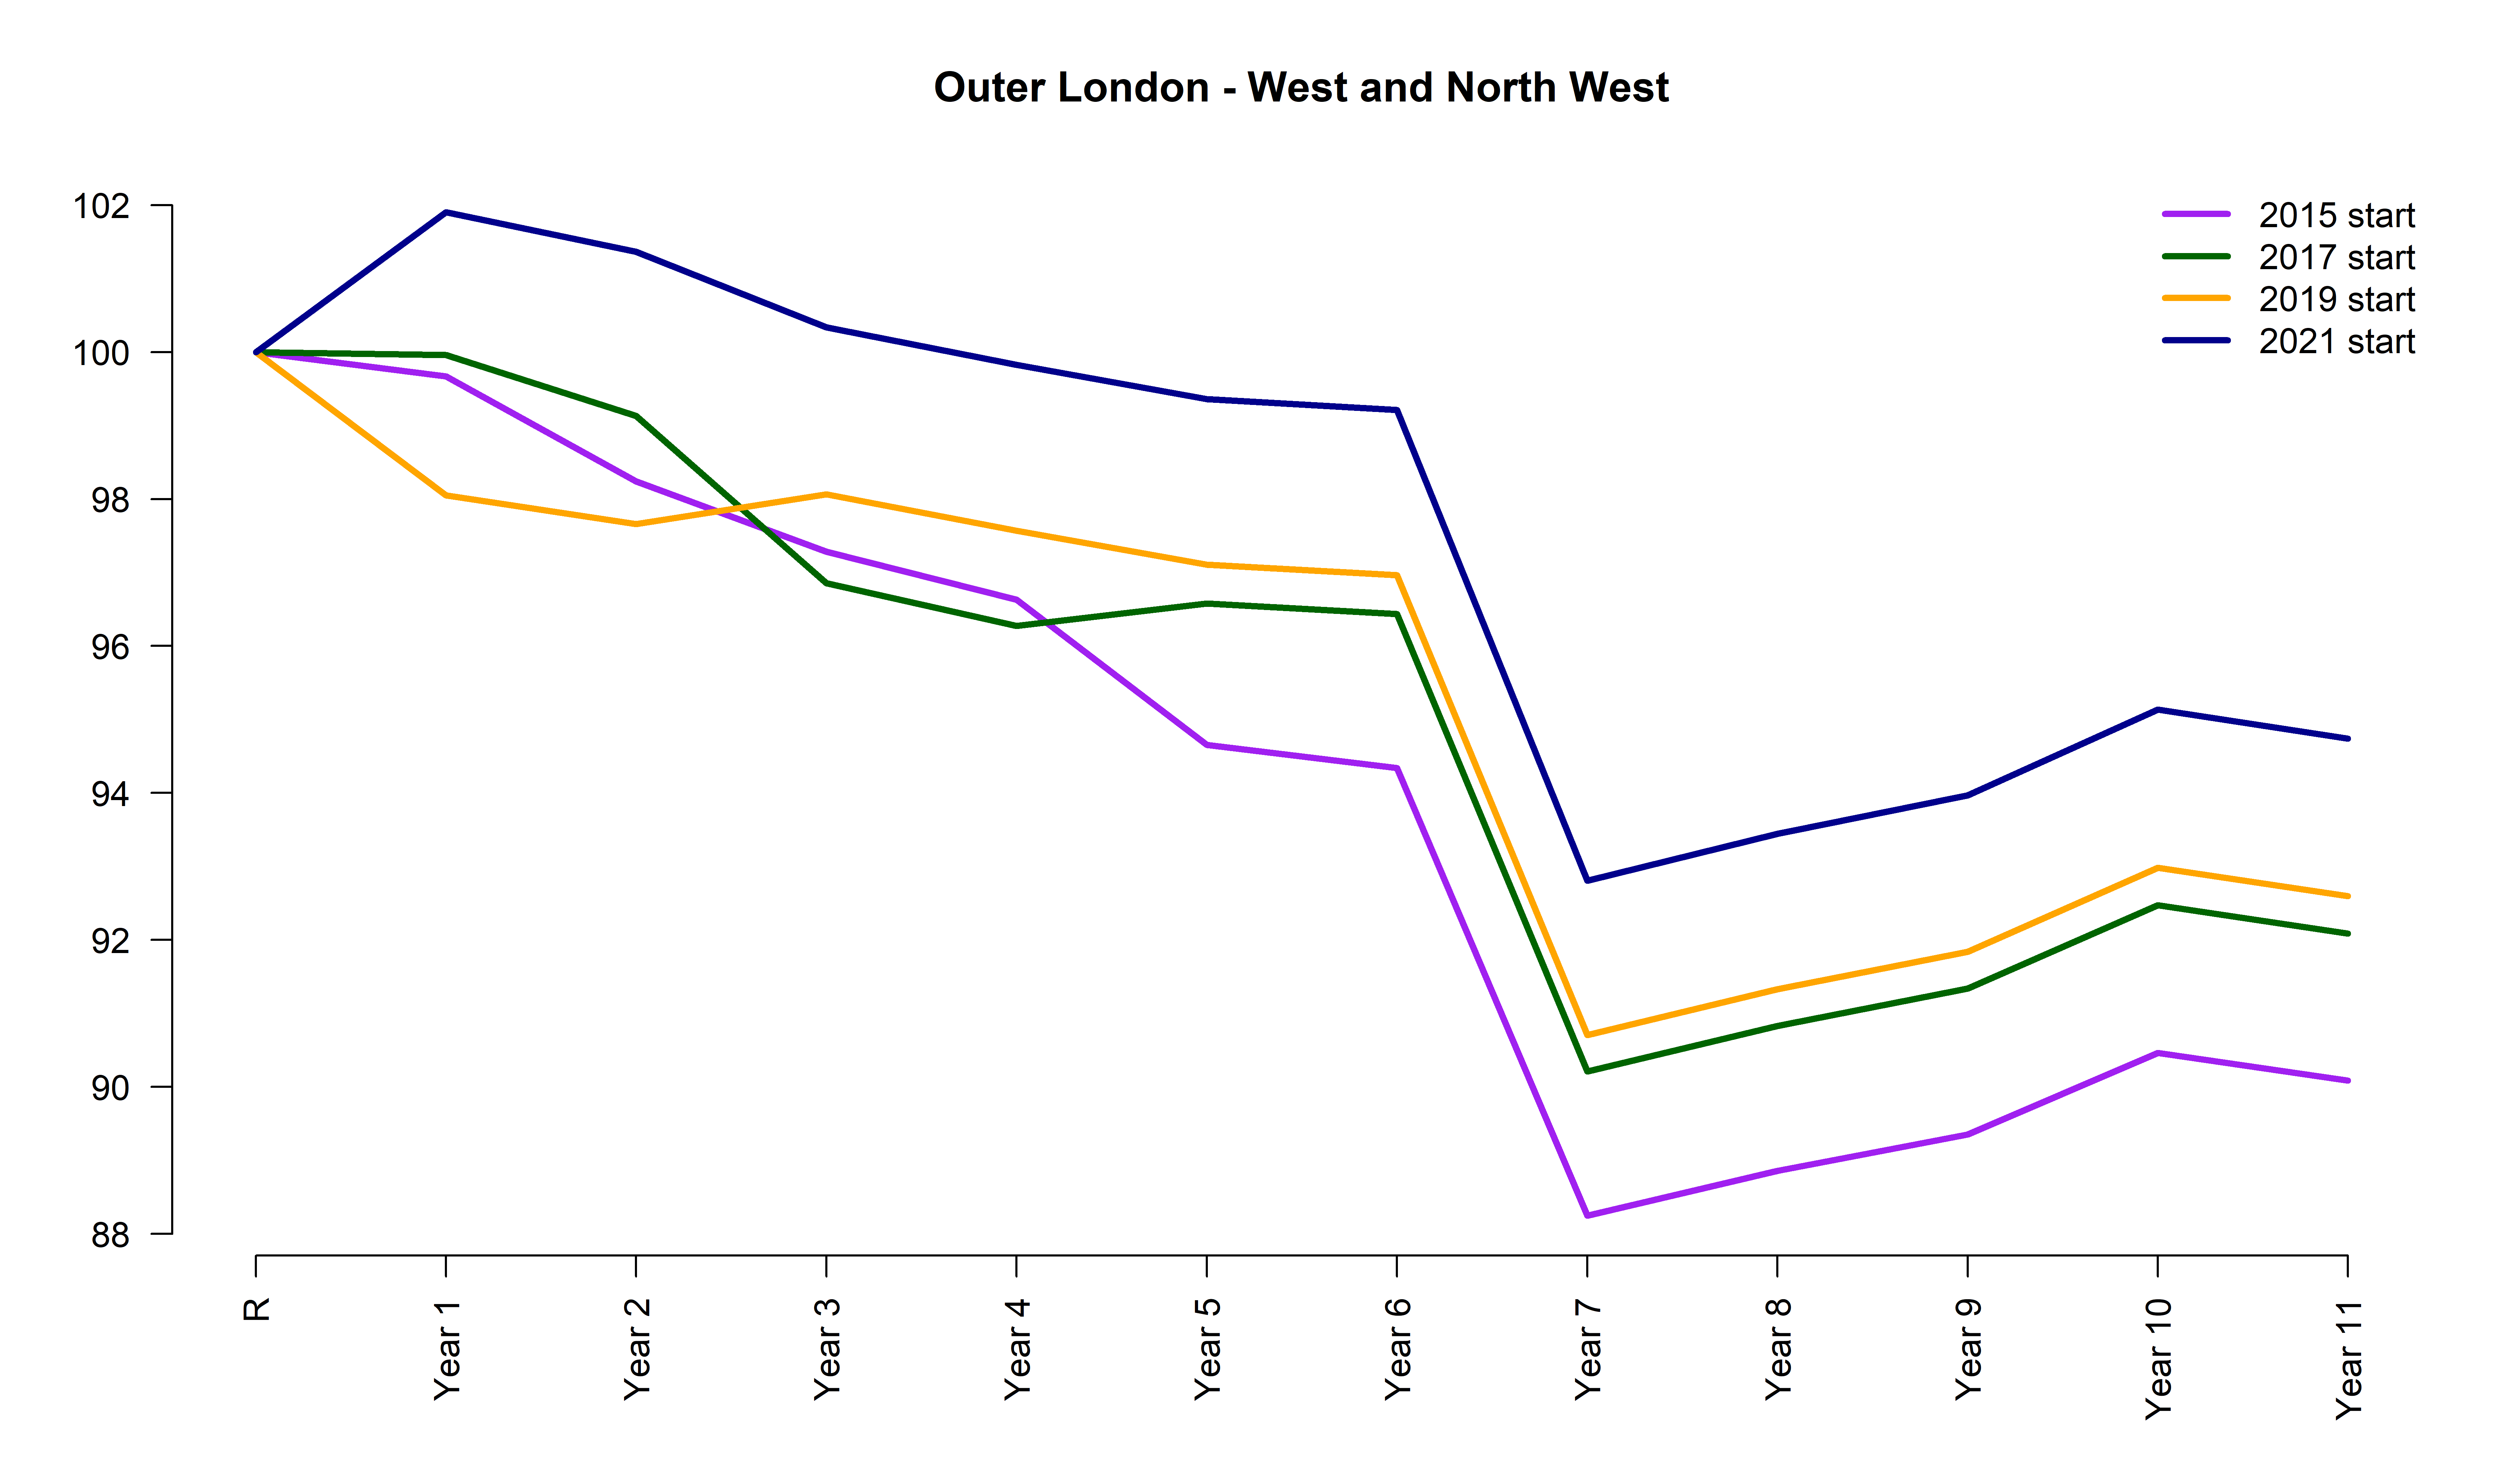 Outer London - West and North West
102
100
98
96
94
92
90
88
2015 start
2017 start
2019 start
2021 start
R
Year 1
Year 2
Year 3
Year 4
Year 5
Year 6
Year 7
Year 8
Year 9
Year 10
Year 11